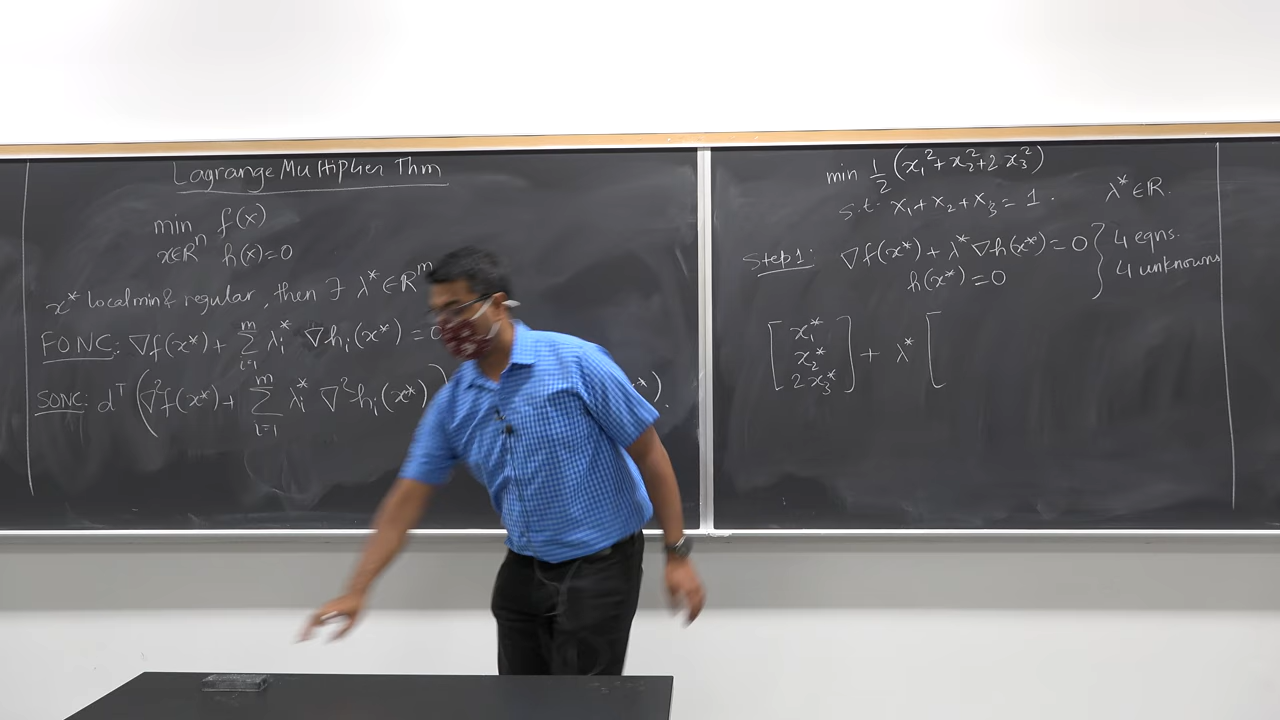 Lagrange Multiplier Thm
min f(x)
x∈ℝⁿ h(x)=0
x* local min & regular, then ∃ λ* ∈ ℝᵐ
FONC: ∇f(x*) + Σᵢ₌₁ᵐ λᵢ* ∇hᵢ(x*) = 0
SONC: dᵀ (∇²f(x*) + Σᵢ₌₁ᵐ λᵢ* ∇²hᵢ(x*)) *).
min ½ (x₁² + x₂² + 2 x₃²)
s.t. x₁ + x₂ + x₃ = 1. λ* ∈ ℝ.
Step 1: ∇f(x*) + λ* ∇h(x*) = 0 } 4 eqns.
h(x*) = 0 4 unknowns
[ x₁* x₂* 2x₃* ] + λ* [